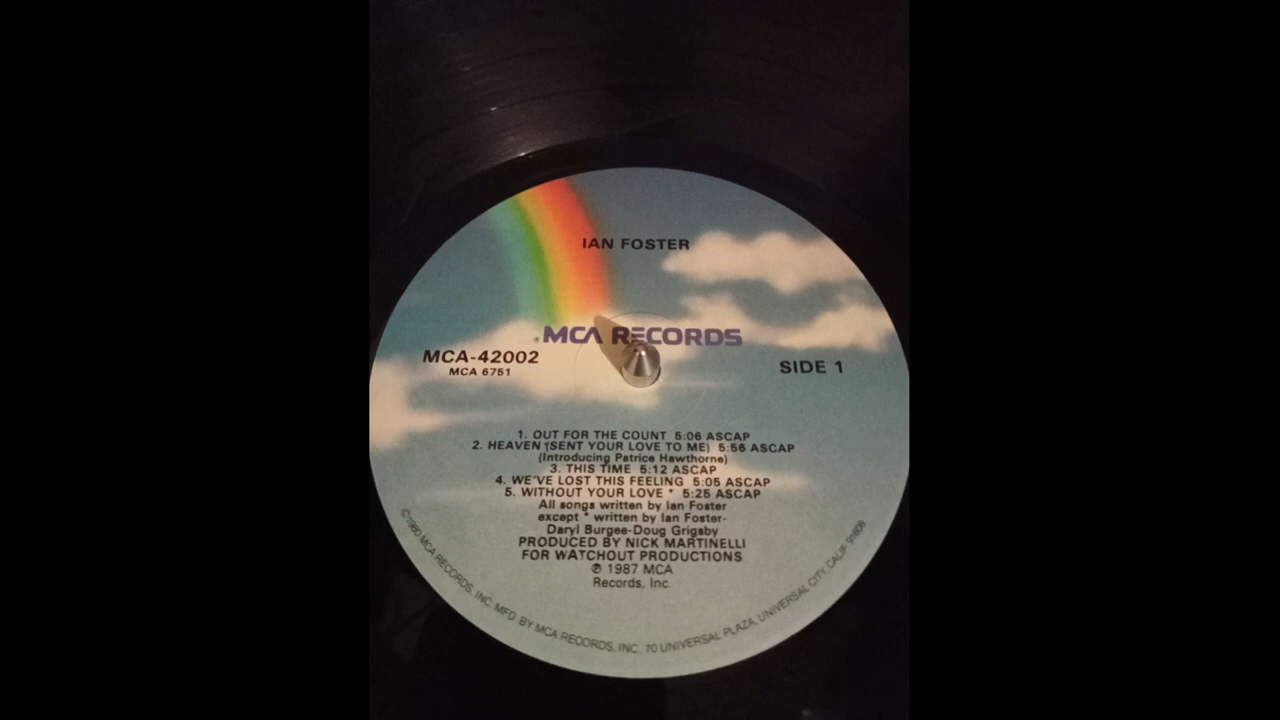 IAN FOSTER
*MCA RECORDS
MCA-42002
MCA 6751
SIDE 1
1. OUT FOR THE COUNT 5:06 ASCAP
2. HEAVEN (SENT YOUR LOVE TO ME) 5:56 ASCAP
(Introducing Patrice Hawthorne)
3. THIS TIME 5:12 ASCAP
4. WE'VE LOST THIS FEELING 5:05 ASCAP
5. WITHOUT YOUR LOVE * 5:25 ASCAP
All songs written by Ian Foster
except * written by Ian Foster-
Daryl Burgee-Doug Grigsby
PRODUCED BY NICK MARTINELLI
FOR WATCHOUT PRODUCTIONS
℗ 1987 MCA
Records, Inc.
©1980 MCA RECORDS, INC. MFD. BY MCA RECORDS, INC., 70 UNIVERSAL PLAZA, UNIVERSAL CITY, CALIF. 91608